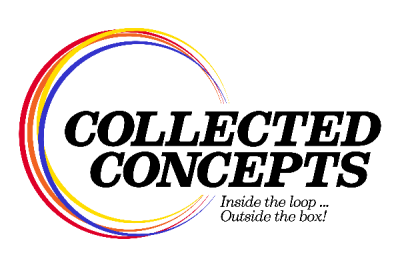 COLLECTED
CONCEPTS
Inside the loop ...
Outside the box!